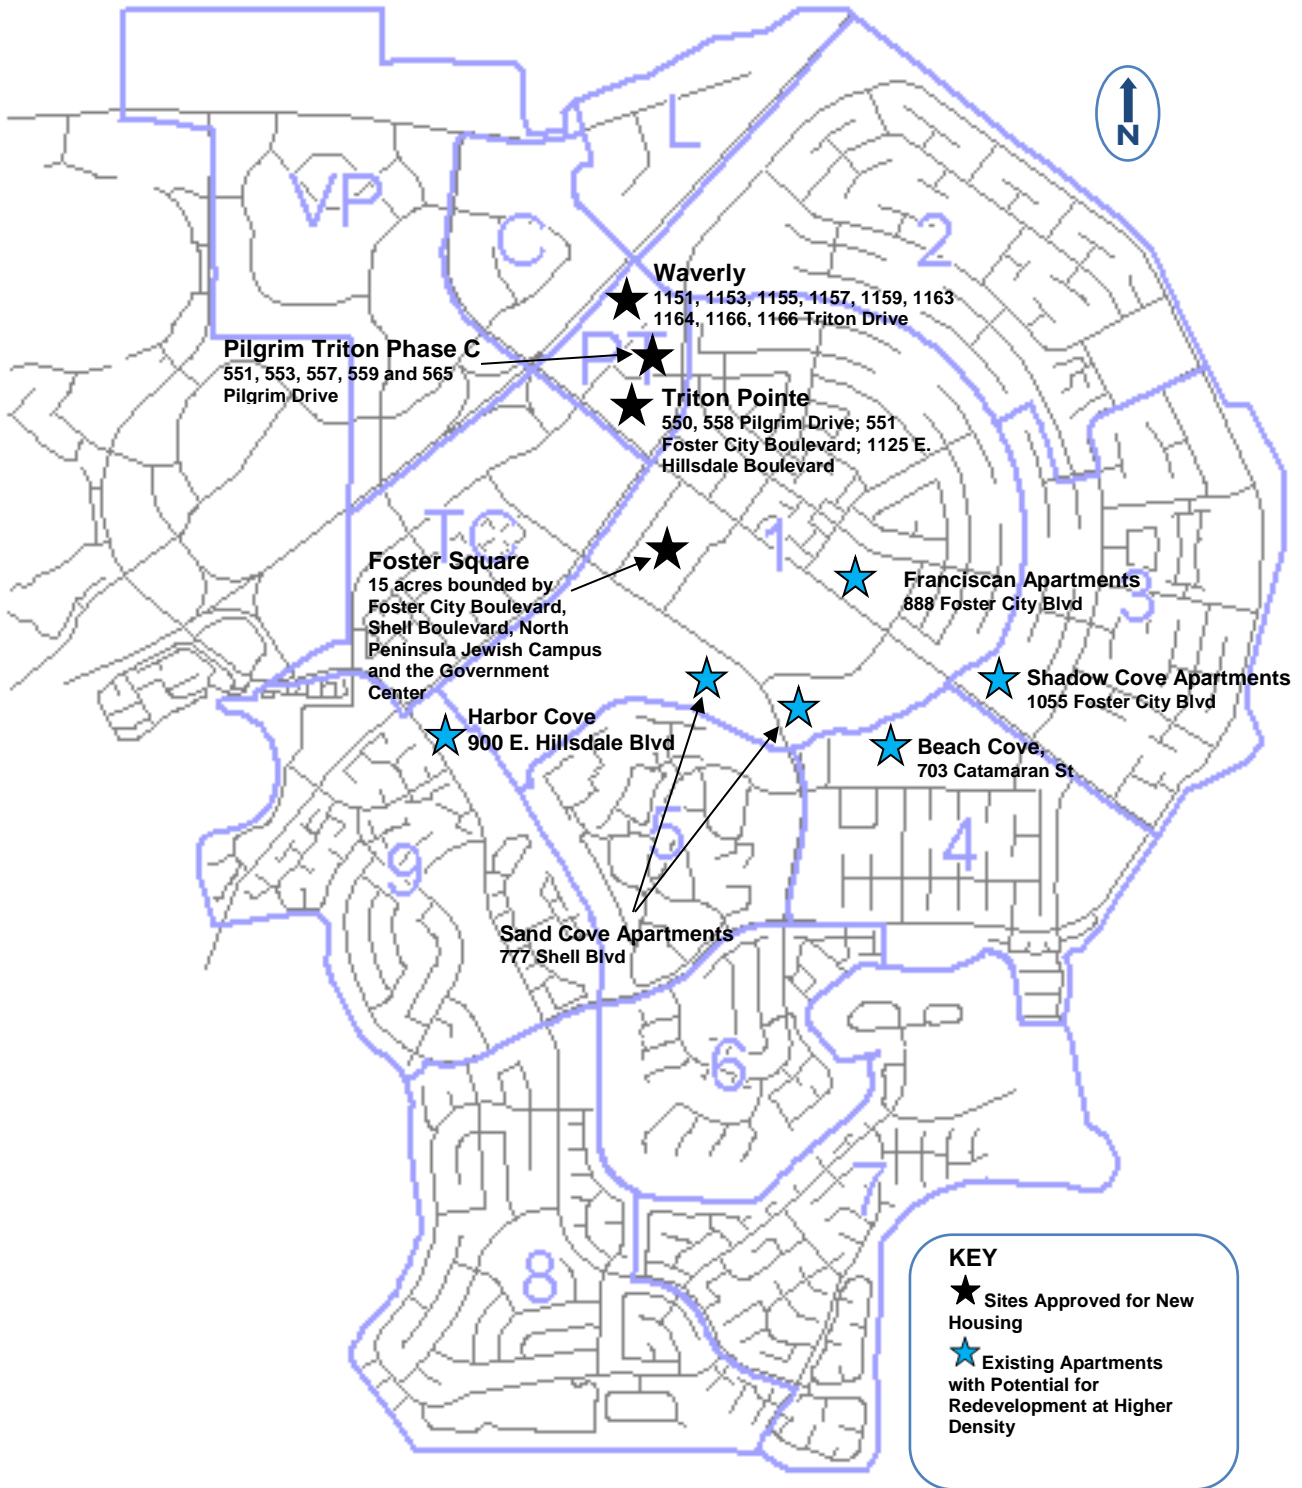 N
L
VP
C
2
Waverly
1151, 1153, 1155, 1157, 1159, 1163
1164, 1166, 1166 Triton Drive
PT
Pilgrim Triton Phase C
551, 553, 557, 559 and 565
Pilgrim Drive
Triton Pointe
550, 558 Pilgrim Drive; 551
Foster City Boulevard; 1125 E.
Hillsdale Boulevard
TC
1
Foster Square
15 acres bounded by
Foster City Boulevard,
Shell Boulevard, North
Peninsula Jewish Campus
and the Government
Center
Franciscan Apartments
888 Foster City Blvd
3
Shadow Cove Apartments
1055 Foster City Blvd
Harbor Cove
900 E. Hillsdale Blvd
Beach Cove,
703 Catamaran St
5
4
9
Sand Cove Apartments
777 Shell Blvd
6
7
8
KEY
Sites Approved for New
Housing
Existing Apartments
with Potential for
Redevelopment at Higher
Density